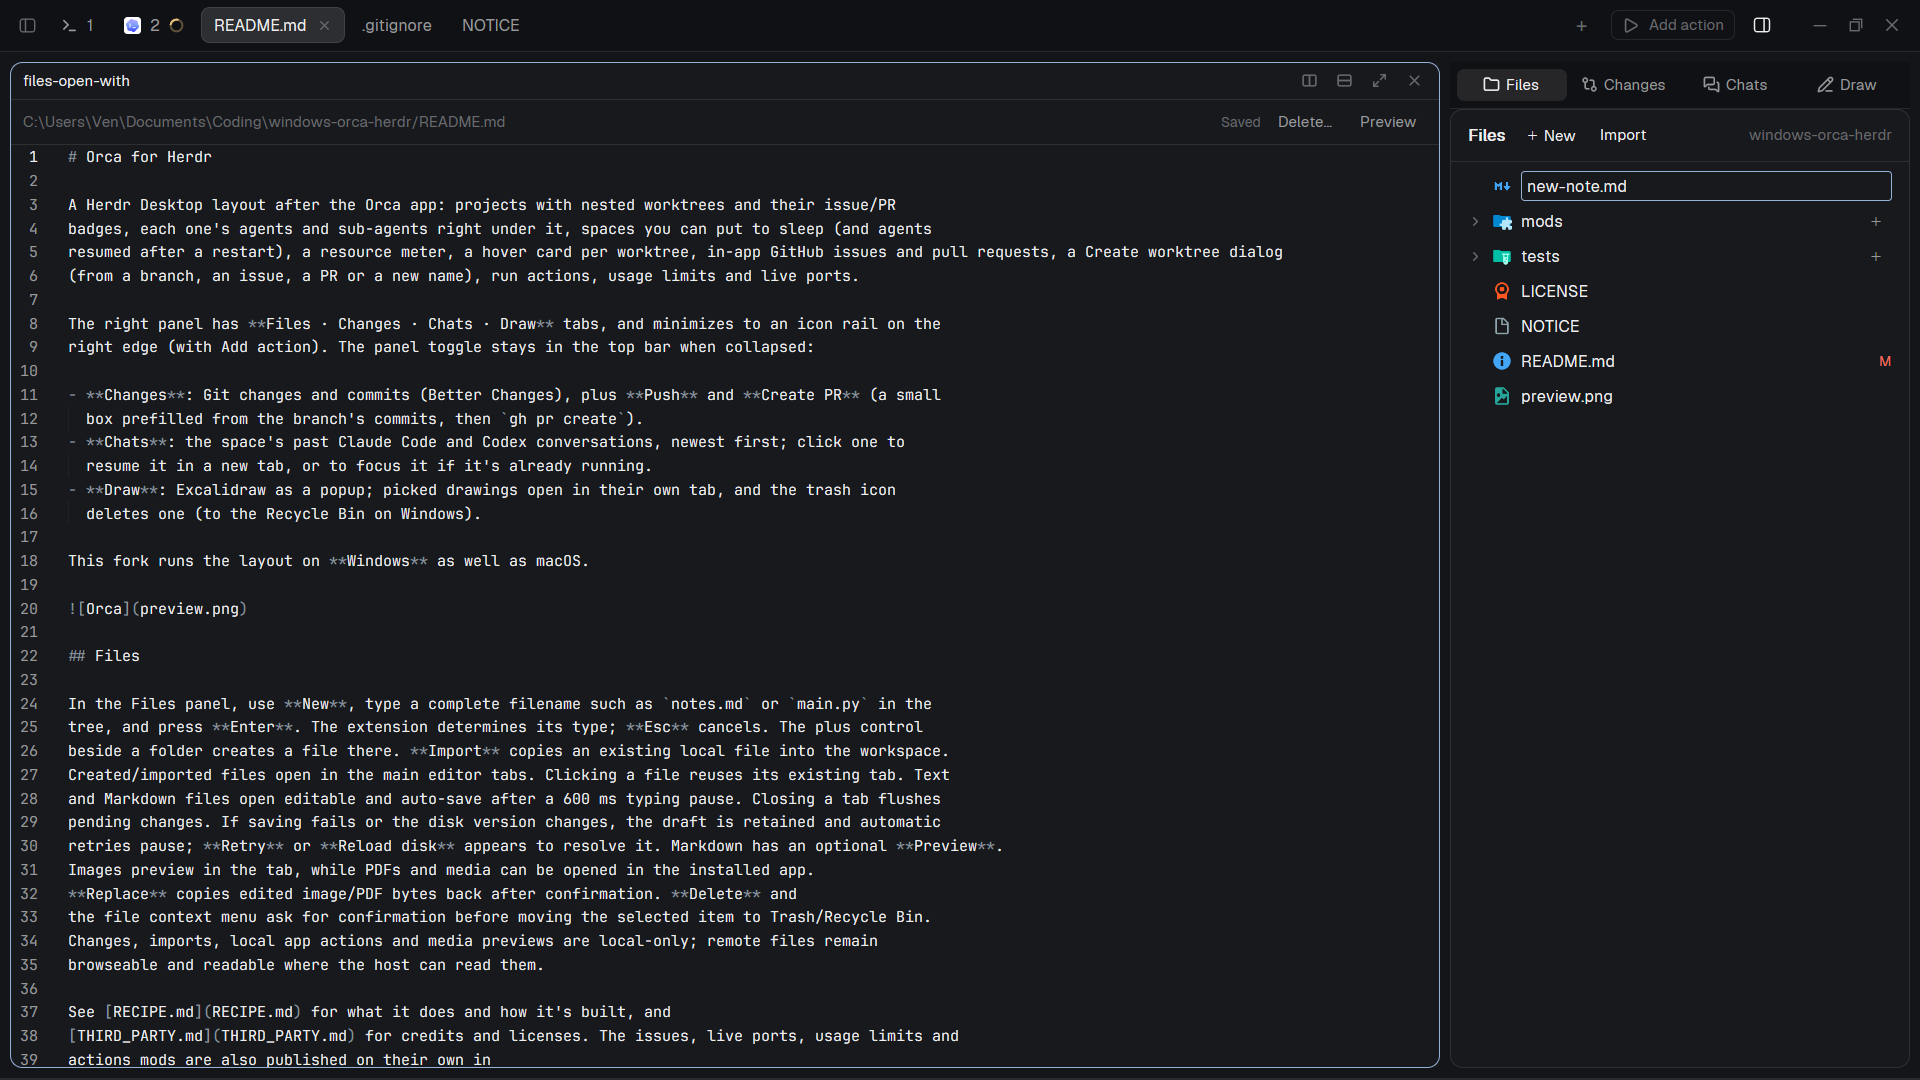 1
2
README.md
.gitignore
NOTICE
Add action
files-open-with
C:\Users\Ven\Documents\Coding\windows-orca-herdr/README.md
Saved
Delete...
Preview
1 # Orca for Herdr
2
3 A Herdr Desktop layout after the Orca app: projects with nested worktrees and their issue/PR
4 badges, each one's agents and sub-agents right under it, spaces you can put to sleep (and agents
5 resumed after a restart), a resource meter, a hover card per worktree, in-app GitHub issues and pull requests, a Create worktree dialog
6 (from a branch, an issue, a PR or a new name), run actions, usage limits and live ports.
7
8 The right panel has **Files · Changes · Chats · Draw** tabs, and minimizes to an icon rail on the
9 right edge (with Add action). The panel toggle stays in the top bar when collapsed:
10
11 - **Changes**: Git changes and commits (Better Changes), plus **Push** and **Create PR** (a small
12 box prefilled from the branch's commits, then `gh pr create`).
13 - **Chats**: the space's past Claude Code and Codex conversations, newest first; click one to
14 resume it in a new tab, or to focus it if it's already running.
15 - **Draw**: Excalidraw as a popup; picked drawings open in their own tab, and the trash icon
16 deletes one (to the Recycle Bin on Windows).
17
18 This fork runs the layout on **Windows** as well as macOS.
19
20 ![Orca](preview.png)
21
22 ## Files
23
24 In the Files panel, use **New**, type a complete filename such as `notes.md` or `main.py` in the
25 tree, and press **Enter**. The extension determines its type; **Esc** cancels. The plus control
26 beside a folder creates a file there. **Import** copies an existing local file into the workspace.
27 Created/imported files open in the main editor tabs. Clicking a file reuses its existing tab. Text
28 and Markdown files open editable and auto-save after a 600 ms typing pause. Closing a tab flushes
29 pending changes. If saving fails or the disk version changes, the draft is retained and automatic
30 retries pause; **Retry** or **Reload disk** appears to resolve it. Markdown has an optional **Preview**.
31 Images preview in the tab, while PDFs and media can be opened in the installed app.
32 **Replace** copies edited image/PDF bytes back after confirmation. **Delete** and
33 the file context menu ask for confirmation before moving the selected item to Trash/Recycle Bin.
34 Changes, imports, local app actions and media previews are local-only; remote files remain
35 browseable and readable where the host can read them.
36
37 See [RECIPE.md](RECIPE.md) for what it does and how it's built, and
38 [THIRD_PARTY.md](THIRD_PARTY.md) for credits and licenses. The issues, live ports, usage limits and
39 actions mods are also published on their own in
Files
Changes
Chats
Draw
Files
+ New
Import
windows-orca-herdr
new-note.md
mods +
tests +
LICENSE
NOTICE
README.md M
preview.png